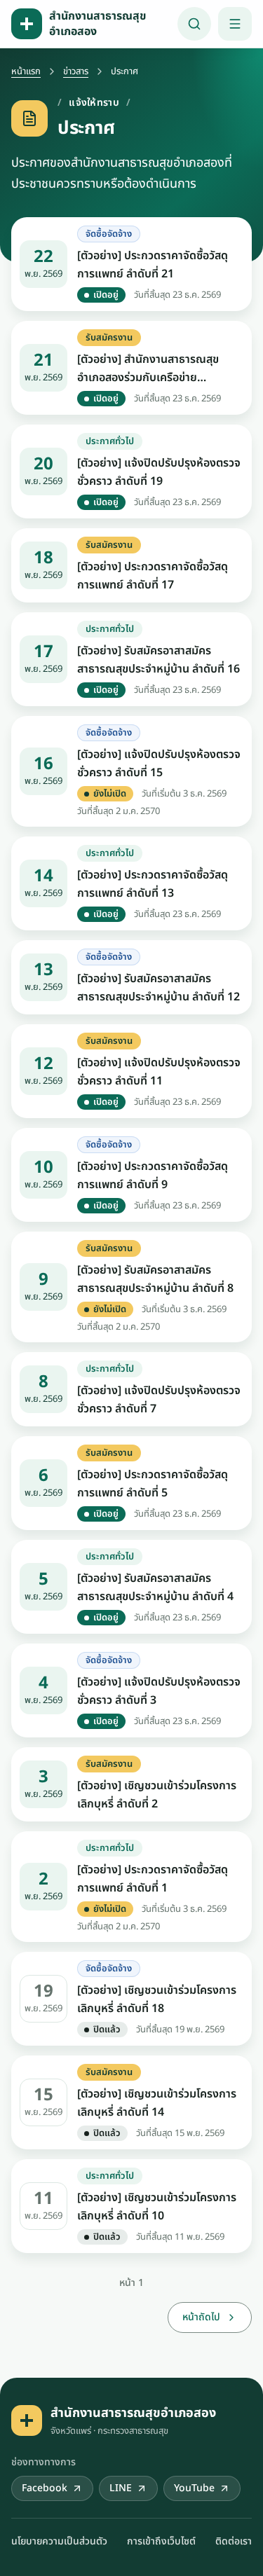 สำนักงานสาธารณสุข
อำเภอสอง
หน้าแรก > ข่าวสาร > ประกาศ
/ แจ้งให้ทราบ /
ประกาศ
ประกาศของสำนักงานสาธารณสุขอำเภอสองที่
ประชาชนควรทราบหรือต้องดำเนินการ
22
พ.ย. 2569
จัดซื้อจัดจ้าง
[ตัวอย่าง] ประกวดราคาจัดซื้อวัสดุ
การแพทย์ ลำดับที่ 21
เปิดอยู่ วันที่สิ้นสุด 23 ธ.ค. 2569
21
พ.ย. 2569
รับสมัครงาน
[ตัวอย่าง] สำนักงานสาธารณสุข
อำเภอสองร่วมกับเครือข่าย...
เปิดอยู่ วันที่สิ้นสุด 23 ธ.ค. 2569
20
พ.ย. 2569
ประกาศทั่วไป
[ตัวอย่าง] แจ้งปิดปรับปรุงห้องตรวจ
ชั่วคราว ลำดับที่ 19
เปิดอยู่ วันที่สิ้นสุด 23 ธ.ค. 2569
18
พ.ย. 2569
รับสมัครงาน
[ตัวอย่าง] ประกวดราคาจัดซื้อวัสดุ
การแพทย์ ลำดับที่ 17
17
พ.ย. 2569
ประกาศทั่วไป
[ตัวอย่าง] รับสมัครอาสาสมัคร
สาธารณสุขประจำหมู่บ้าน ลำดับที่ 16
เปิดอยู่ วันที่สิ้นสุด 23 ธ.ค. 2569
16
พ.ย. 2569
จัดซื้อจัดจ้าง
[ตัวอย่าง] แจ้งปิดปรับปรุงห้องตรวจ
ชั่วคราว ลำดับที่ 15
ยังไม่เปิด วันที่เริ่มต้น 3 ธ.ค. 2569
วันที่สิ้นสุด 2 ม.ค. 2570
14
พ.ย. 2569
ประกาศทั่วไป
[ตัวอย่าง] ประกวดราคาจัดซื้อวัสดุ
การแพทย์ ลำดับที่ 13
เปิดอยู่ วันที่สิ้นสุด 23 ธ.ค. 2569
13
พ.ย. 2569
จัดซื้อจัดจ้าง
[ตัวอย่าง] รับสมัครอาสาสมัคร
สาธารณสุขประจำหมู่บ้าน ลำดับที่ 12
12
พ.ย. 2569
รับสมัครงาน
[ตัวอย่าง] แจ้งปิดปรับปรุงห้องตรวจ
ชั่วคราว ลำดับที่ 11
เปิดอยู่ วันที่สิ้นสุด 23 ธ.ค. 2569
10
พ.ย. 2569
จัดซื้อจัดจ้าง
[ตัวอย่าง] ประกวดราคาจัดซื้อวัสดุ
การแพทย์ ลำดับที่ 9
เปิดอยู่ วันที่สิ้นสุด 23 ธ.ค. 2569
9
พ.ย. 2569
รับสมัครงาน
[ตัวอย่าง] รับสมัครอาสาสมัคร
สาธารณสุขประจำหมู่บ้าน ลำดับที่ 8
ยังไม่เปิด วันที่เริ่มต้น 3 ธ.ค. 2569
วันที่สิ้นสุด 2 ม.ค. 2570
8
พ.ย. 2569
ประกาศทั่วไป
[ตัวอย่าง] แจ้งปิดปรับปรุงห้องตรวจ
ชั่วคราว ลำดับที่ 7
6
พ.ย. 2569
รับสมัครงาน
[ตัวอย่าง] ประกวดราคาจัดซื้อวัสดุ
การแพทย์ ลำดับที่ 5
เปิดอยู่ วันที่สิ้นสุด 23 ธ.ค. 2569
5
พ.ย. 2569
ประกาศทั่วไป
[ตัวอย่าง] รับสมัครอาสาสมัคร
สาธารณสุขประจำหมู่บ้าน ลำดับที่ 4
เปิดอยู่ วันที่สิ้นสุด 23 ธ.ค. 2569
4
พ.ย. 2569
จัดซื้อจัดจ้าง
[ตัวอย่าง] แจ้งปิดปรับปรุงห้องตรวจ
ชั่วคราว ลำดับที่ 3
เปิดอยู่ วันที่สิ้นสุด 23 ธ.ค. 2569
3
พ.ย. 2569
รับสมัครงาน
[ตัวอย่าง] เชิญชวนเข้าร่วมโครงการ
เลิกบุหรี่ ลำดับที่ 2
2
พ.ย. 2569
ประกาศทั่วไป
[ตัวอย่าง] ประกวดราคาจัดซื้อวัสดุ
การแพทย์ ลำดับที่ 1
ยังไม่เปิด วันที่เริ่มต้น 3 ธ.ค. 2569
วันที่สิ้นสุด 2 ม.ค. 2570
19
พ.ย. 2569
จัดซื้อจัดจ้าง
[ตัวอย่าง] เชิญชวนเข้าร่วมโครงการ
เลิกบุหรี่ ลำดับที่ 18
ปิดแล้ว วันที่สิ้นสุด 19 พ.ย. 2569
15
พ.ย. 2569
รับสมัครงาน
[ตัวอย่าง] เชิญชวนเข้าร่วมโครงการ
เลิกบุหรี่ ลำดับที่ 14
ปิดแล้ว วันที่สิ้นสุด 15 พ.ย. 2569
11
พ.ย. 2569
ประกาศทั่วไป
[ตัวอย่าง] เชิญชวนเข้าร่วมโครงการ
เลิกบุหรี่ ลำดับที่ 10
ปิดแล้ว วันที่สิ้นสุด 11 พ.ย. 2569
หน้า 1
หน้าถัดไป
สำนักงานสาธารณสุขอำเภอสอง
จังหวัดแพร่ · กระทรวงสาธารณสุข
ช่องทางทางการ
Facebook LINE YouTube
นโยบายความเป็นส่วนตัว การเข้าถึงเว็บไซต์ ติดต่อเรา